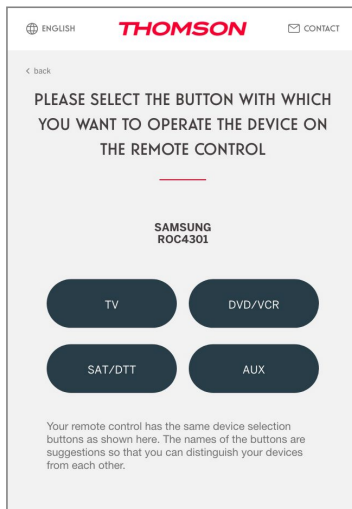 ENGLISH THOMSON CONTACT
< back
PLEASE SELECT THE BUTTON WITH WHICH
YOU WANT TO OPERATE THE DEVICE ON
THE REMOTE CONTROL
SAMSUNG
ROC4301
TV DVD/VCR
SAT/DTT AUX
Your remote control has the same device selection
buttons as shown here. The names of the buttons are
suggestions so that you can distinguish your devices
from each other.